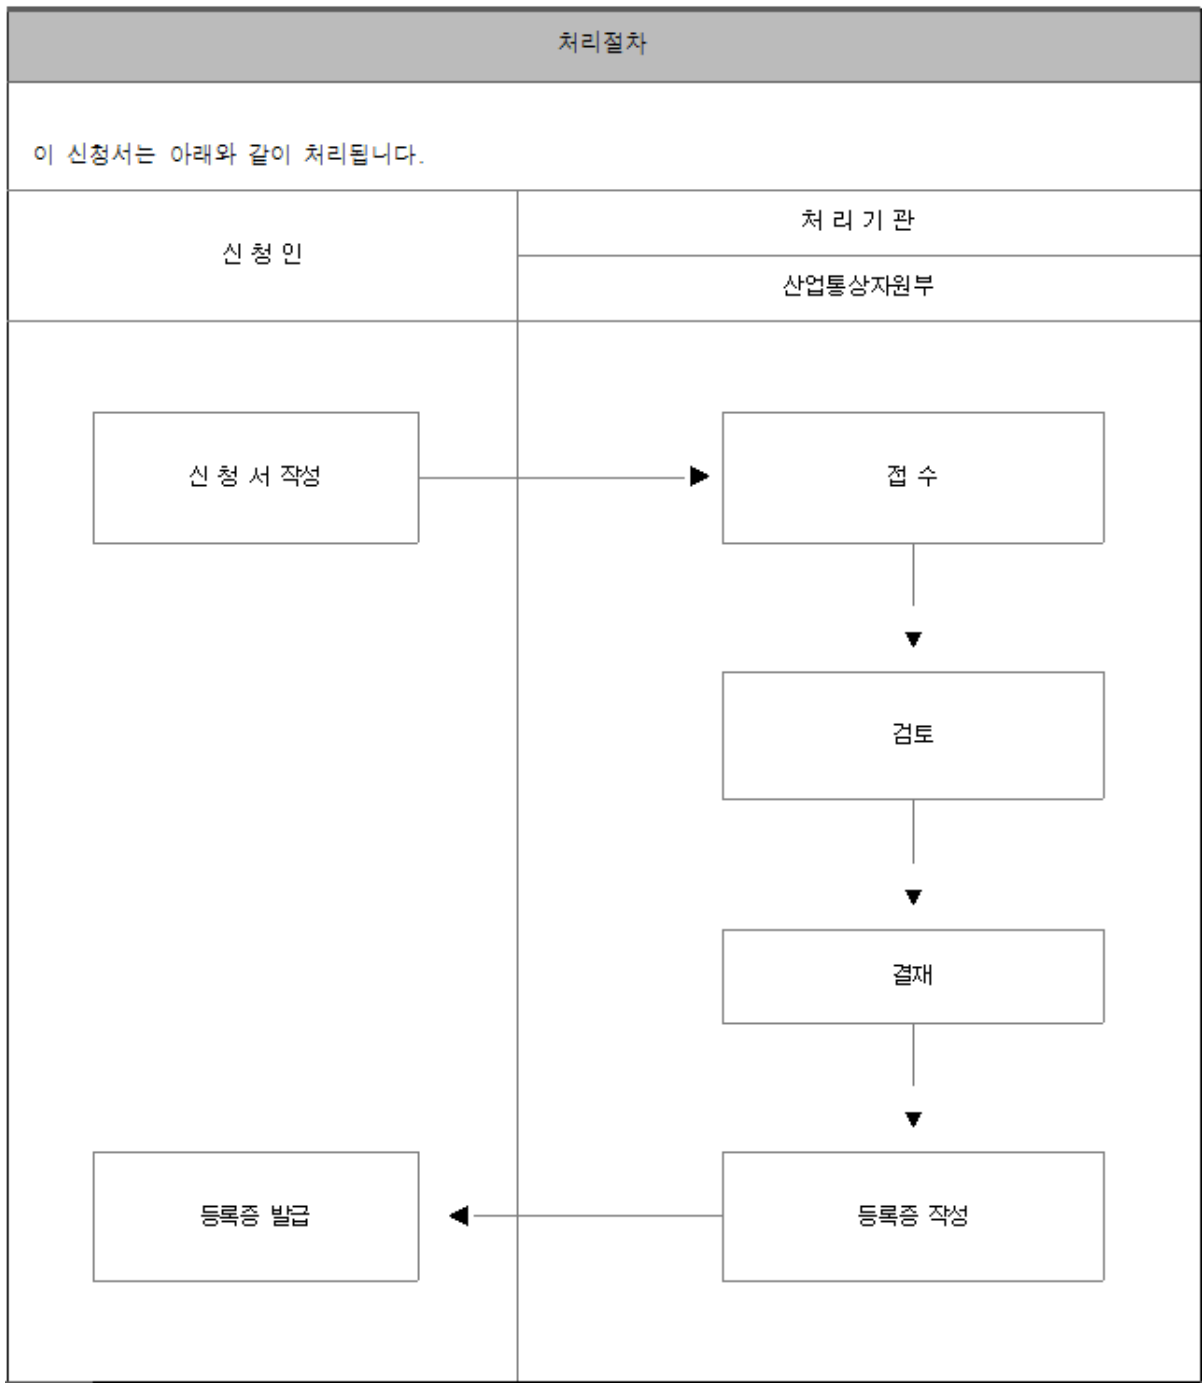 처리절차
이 신청서는 아래와 같이 처리됩니다.
신 청 인
처 리 기 관
산업통상자원부
신 청 서 작성
접 수
검토
결재
등록증 발급
등록증 작성